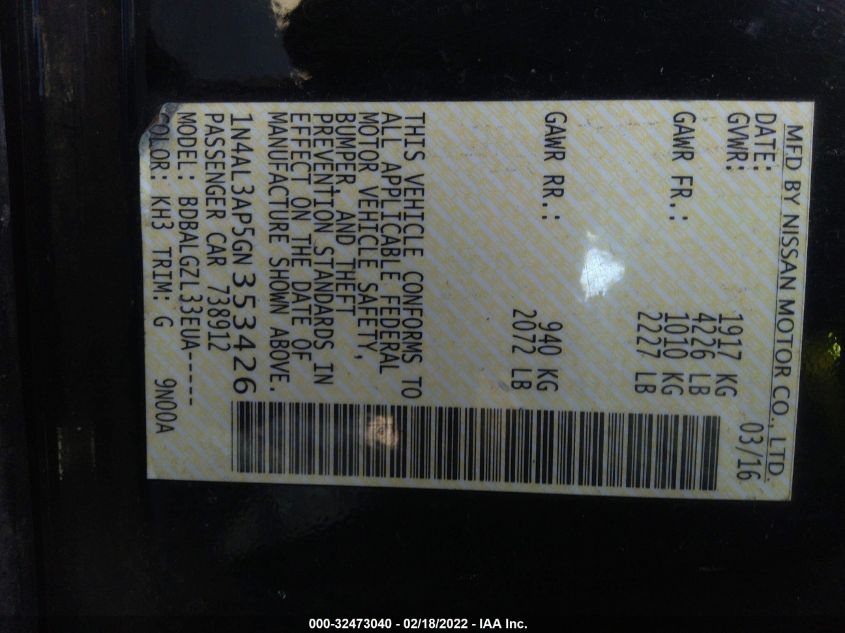 MFD BY NISSAN MOTOR CO., LTD.
DATE: 03/16
GVWR: 1917 KG
4226 LB
GAWR FR.: 1010 KG
2227 LB
GAWR RR.: 940 KG
2072 LB
THIS VEHICLE CONFORMS TO
ALL APPLICABLE FEDERAL
MOTOR VEHICLE SAFETY,
BUMPER, AND THEFT
PREVENTION STANDARDS IN
EFFECT ON THE DATE OF
MANUFACTURE SHOWN ABOVE.
1N4AL3AP5GN353426
PASSENGER CAR 738912
MODEL: BDBALGZL33EUA-----
COLOR: KH3 TRIM: G 9N00A
000-32473040 - 02/18/2022 - IAA Inc.